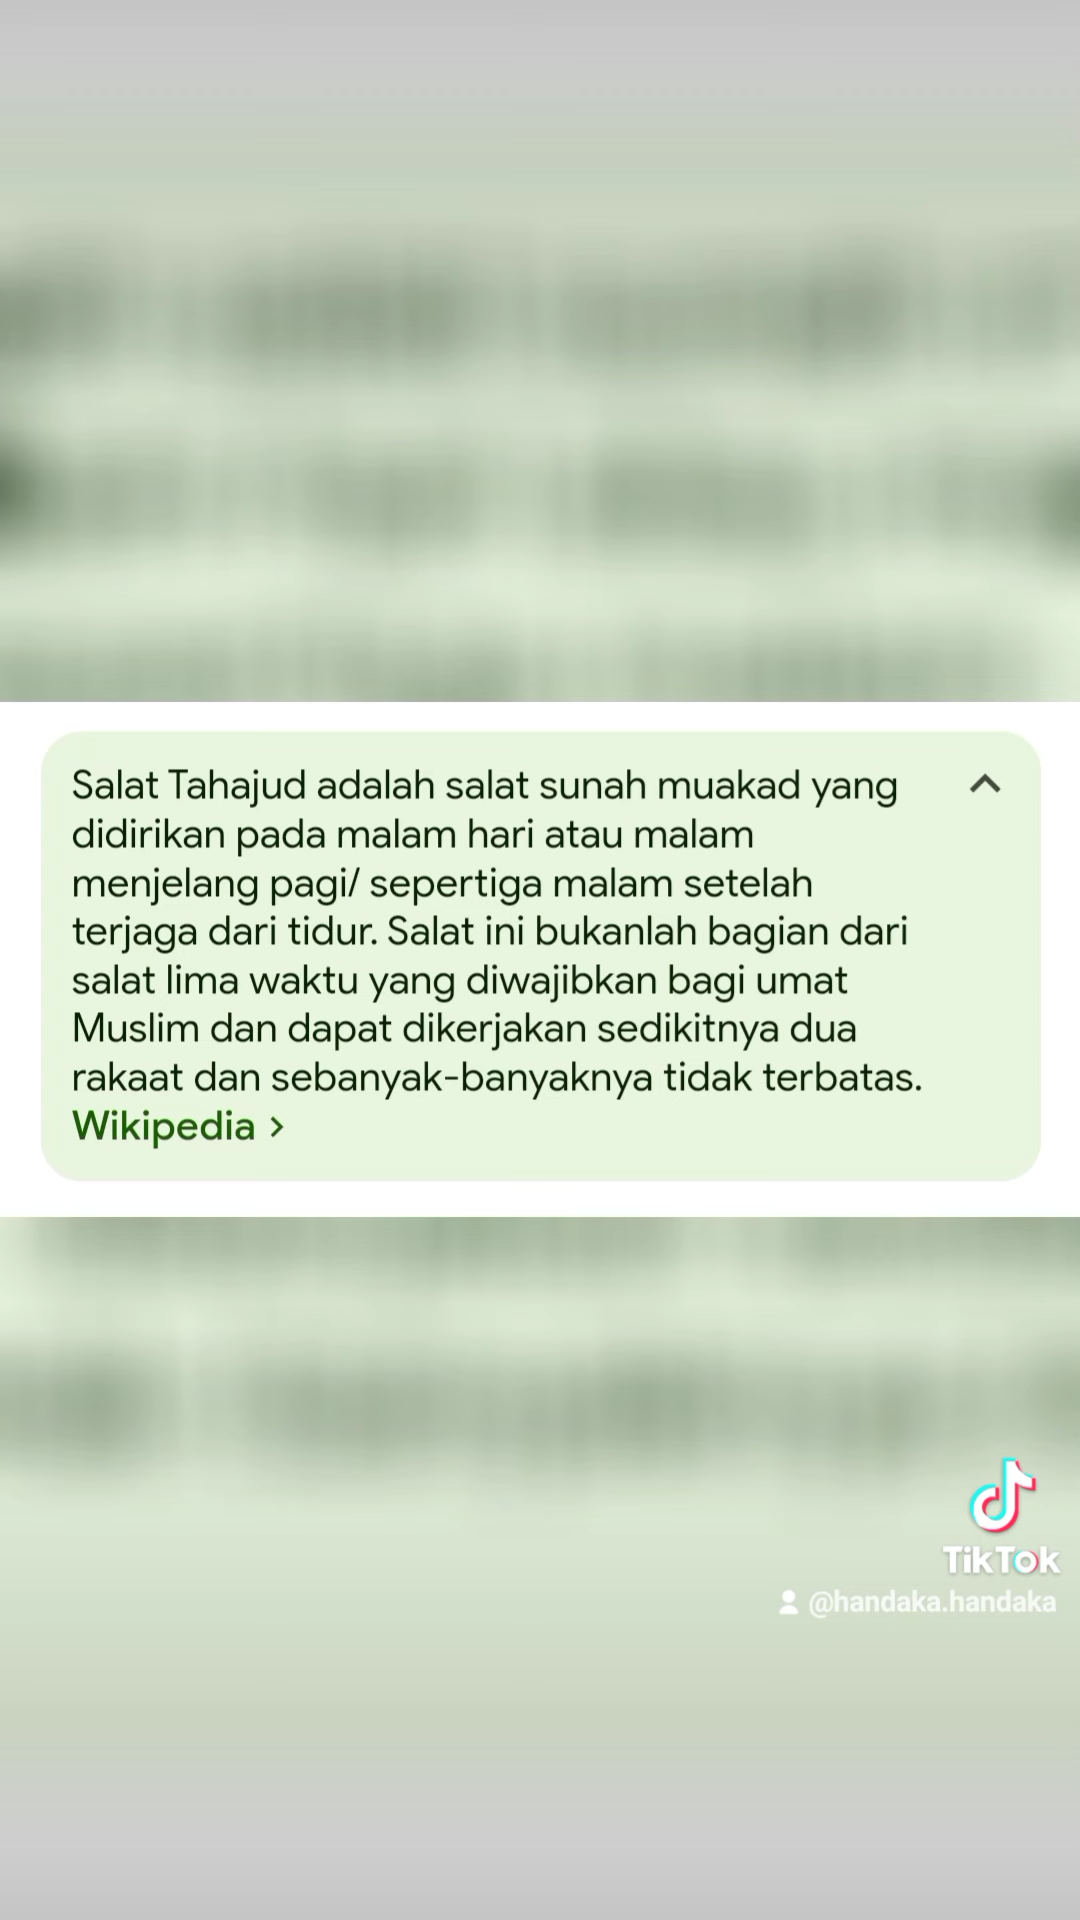 Salat Tahajud adalah salat sunah muakad yang
didirikan pada malam hari atau malam
menjelang pagi/ sepertiga malam setelah
terjaga dari tidur. Salat ini bukanlah bagian dari
salat lima waktu yang diwajibkan bagi umat
Muslim dan dapat dikerjakan sedikitnya dua
rakaat dan sebanyak-banyaknya tidak terbatas.
Wikipedia >
TikTok
@handaka.handaka